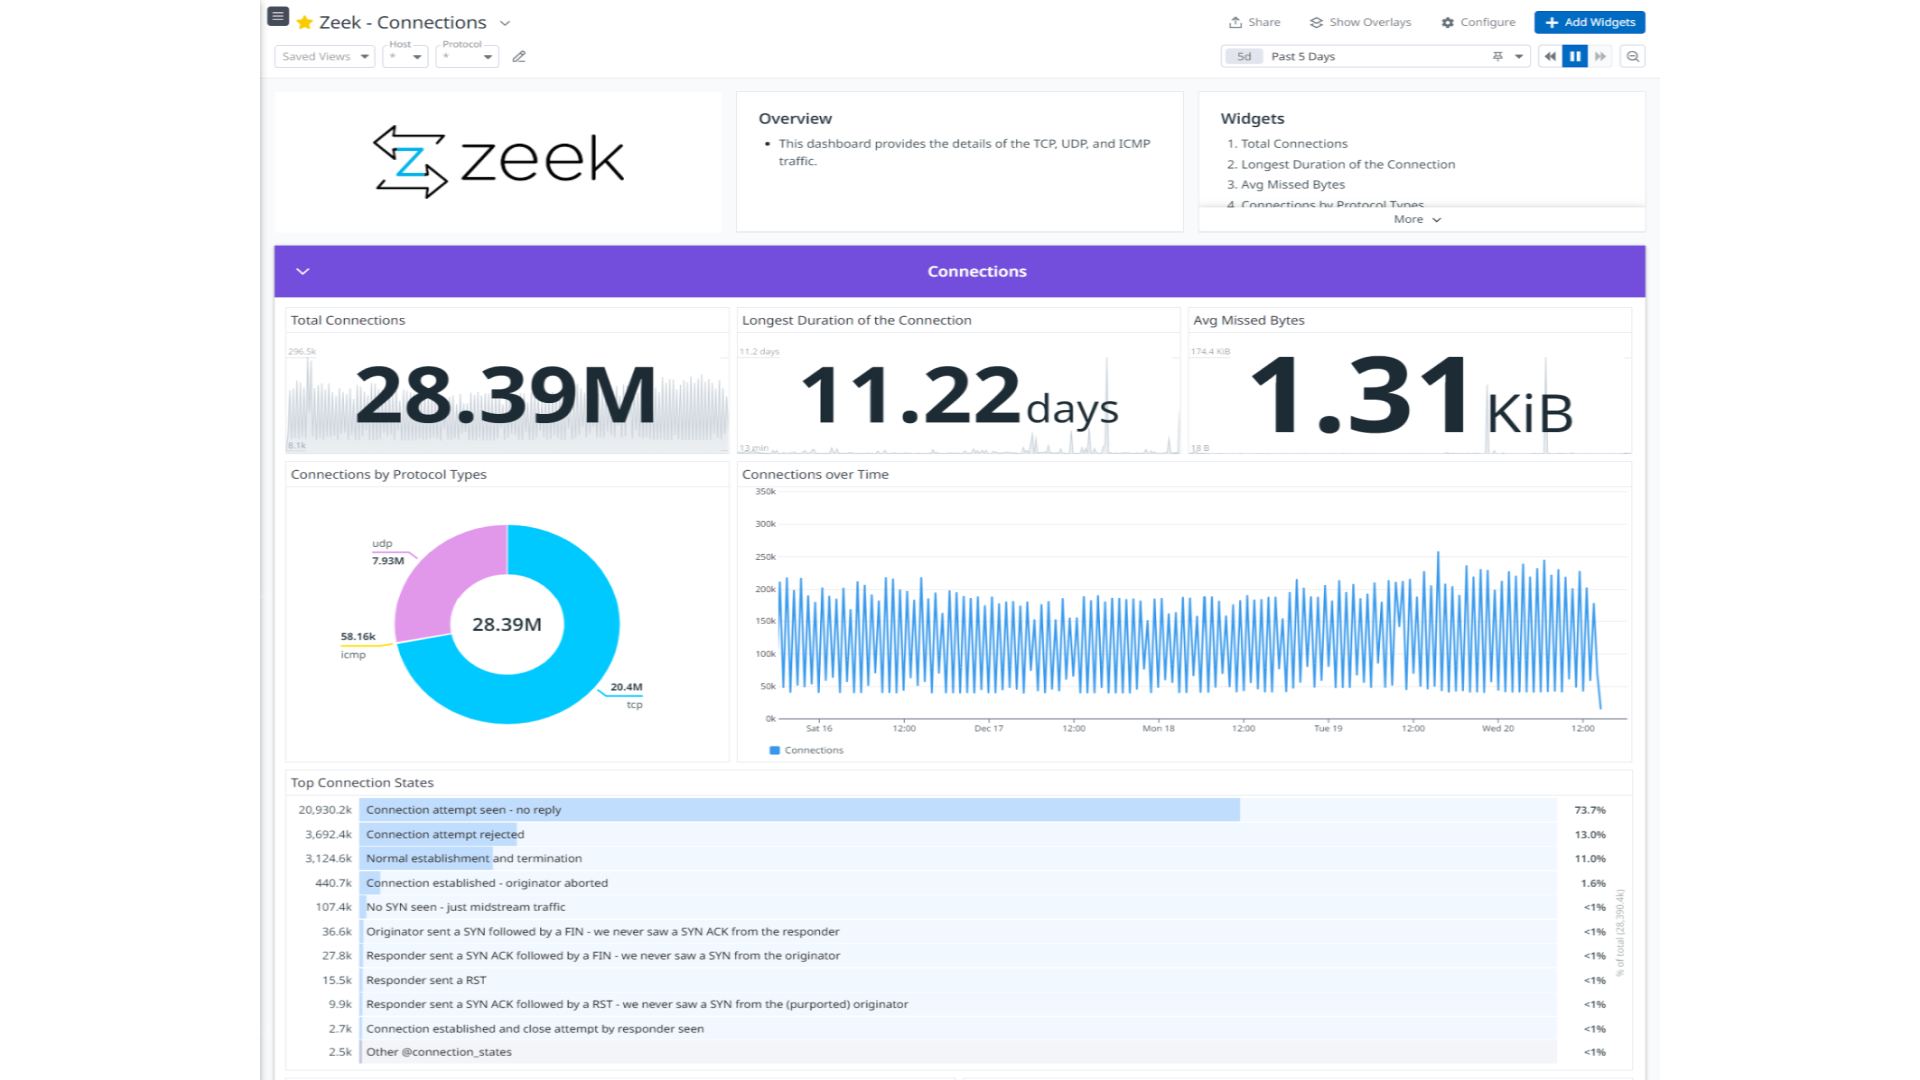 Zeek - Connections
Share
Show Overlays
Configure
+ Add Widgets
Saved Views
Host
*
Protocol
*
5d Past 5 Days
zeek
Overview
• This dashboard provides the details of the TCP, UDP, and ICMP
traffic.
Widgets
1. Total Connections
2. Longest Duration of the Connection
3. Avg Missed Bytes
4. Connections by Protocol Types
More
Connections
Total Connections
296.5k
28.39M
8.1k
Longest Duration of the Connection
11.2 days
11.22 days
13 min
Avg Missed Bytes
174.4 KiB
1.31 KiB
18 B
Connections by Protocol Types
udp
7.93M
28.39M
58.16k
icmp
20.4M
tcp
Connections over Time
350k
300k
250k
200k
150k
100k
50k
0k
Sat 16 12:00 Dec 17 12:00 Mon 18 12:00 Tue 19 12:00 Wed 20 12:00
Connections
Top Connection States
20,930.2k Connection attempt seen - no reply 73.7%
3,692.4k Connection attempt rejected 13.0%
3,124.6k Normal establishment and termination 11.0%
440.7k Connection established - originator aborted 1.6%
107.4k No SYN seen - just midstream traffic <1%
36.6k Originator sent a SYN followed by a FIN - we never saw a SYN ACK from the responder <1%
27.8k Responder sent a SYN ACK followed by a FIN - we never saw a SYN from the originator <1%
15.5k Responder sent a RST <1%
9.9k Responder sent a SYN ACK followed by a RST - we never saw a SYN from the (purported) originator <1%
2.7k Connection established and close attempt by responder seen <1%
2.5k Other @connection_states <1%
% of total (28,390.4k)